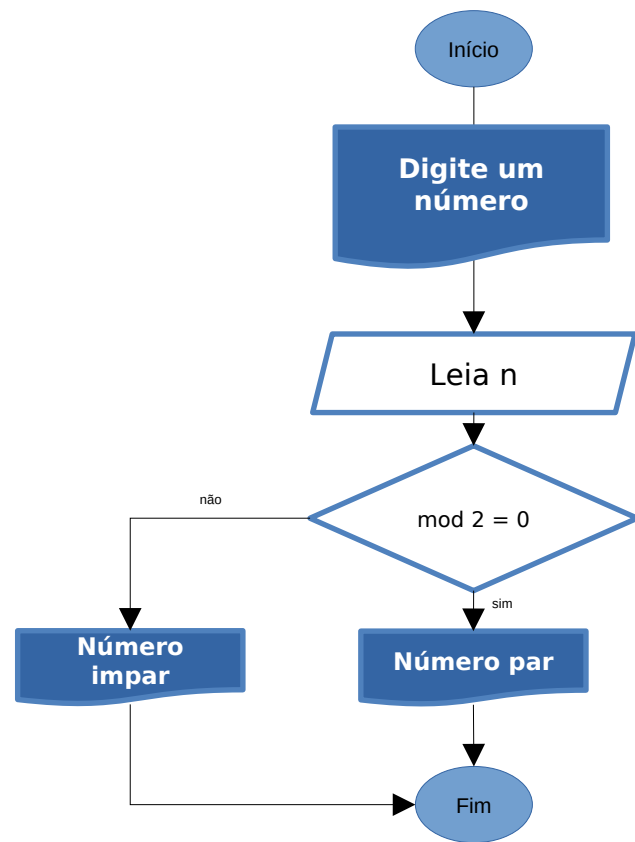 Início
Digite um
número
Leia n
mod 2 = 0
não
sim
Número
impar
Número par
Fim